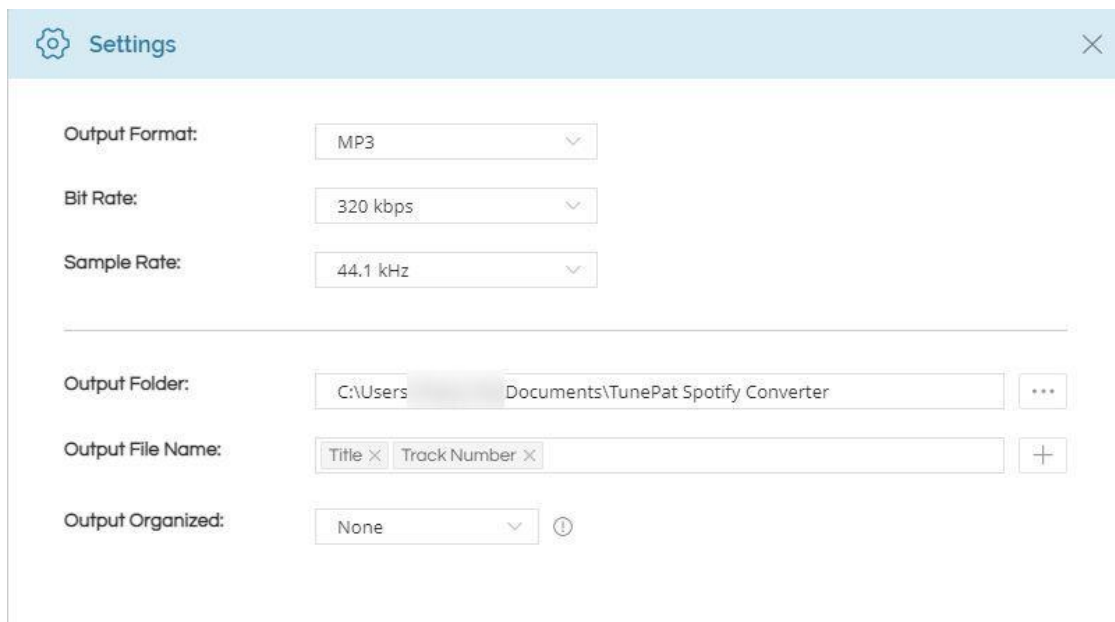 Settings
Output Format: MP3
Bit Rate: 320 kbps
Sample Rate: 44.1 kHz
Output Folder: C:\Users Documents\TunePat Spotify Converter ...
Output File Name: Title × Track Number × +
Output Organized: None